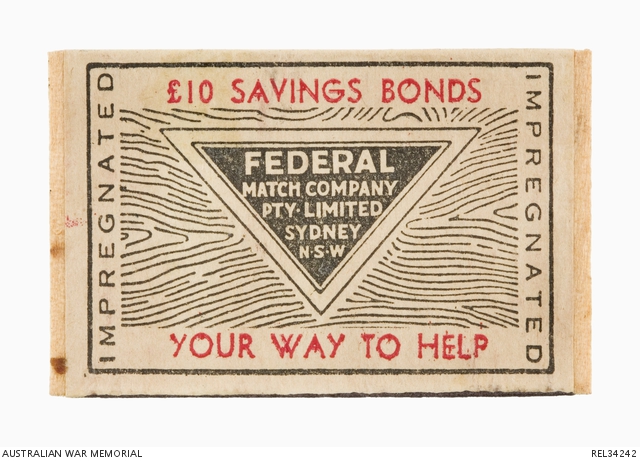 £10 SAVINGS BONDS
IMPREGNATED
FEDERAL
MATCH COMPANY
PTY. LIMITED
SYDNEY
N·S·W
IMPREGNATED
YOUR WAY TO HELP
AUSTRALIAN WAR MEMORIAL
REL34242